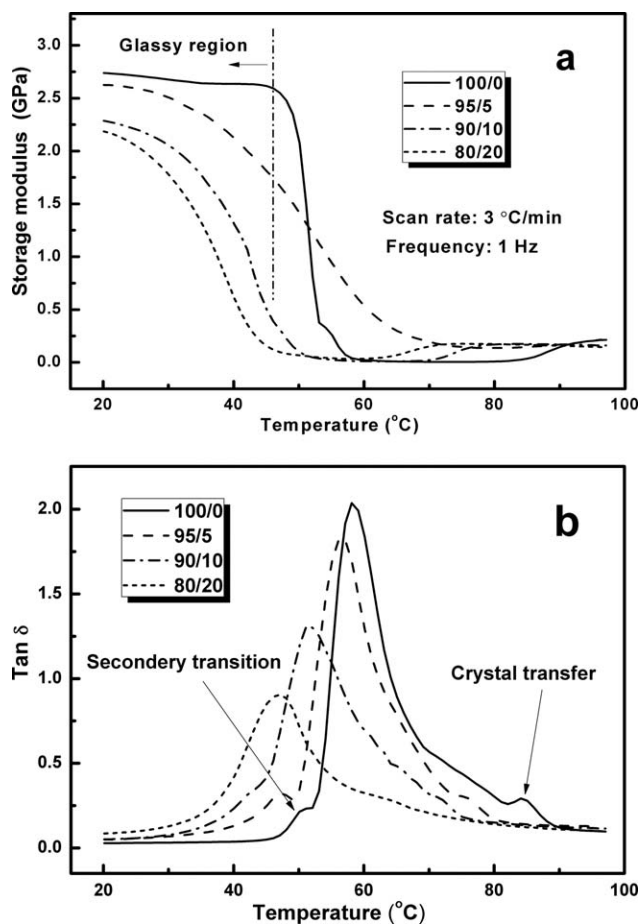 a
Glassy region
100/0
95/5
90/10
80/20
Scan rate: 3 °C/min
Frequency: 1 Hz
Storage modulus (GPa)
3.0
2.5
2.0
1.5
1.0
0.5
0.0
20 40 60 80 100
Temperature (°C)
b
100/0
95/5
90/10
80/20
Secondery transition
Crystal transfer
Tan δ
2.0
1.5
1.0
0.5
0.0
20 40 60 80 100
Temperature (°C)